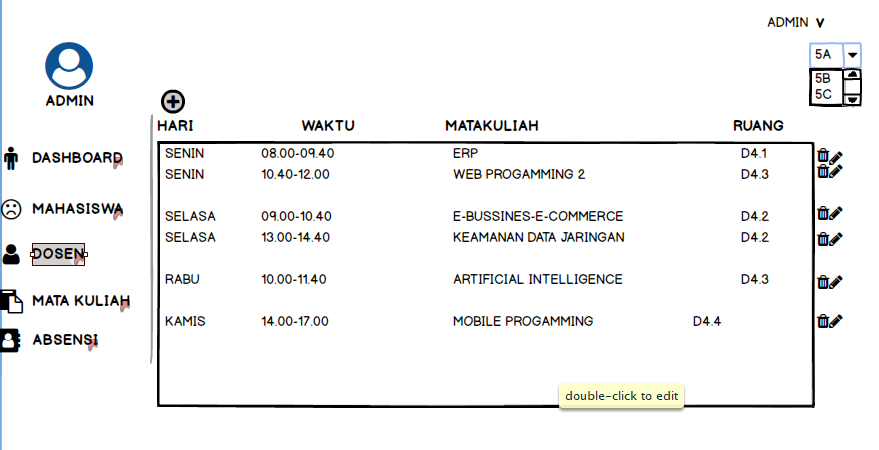 ADMIN v
5A
5B
5C
ADMIN
HARI WAKTU MATAKULIAH RUANG
DASHBOARD
MAHASISWA
DOSEN
MATA KULIAH
ABSENSI
SENIN 08.00-09.40 ERP D4.1
SENIN 10.40-12.00 WEB PROGAMMING 2 D4.3
SELASA 09.00-10.40 E-BUSSINES-E-COMMERCE D4.2
SELASA 13.00-14.40 KEAMANAN DATA JARINGAN D4.2
RABU 10.00-11.40 ARTIFICIAL INTELLIGENCE D4.3
KAMIS 14.00-17.00 MOBILE PROGAMMING D4.4
double-click to edit